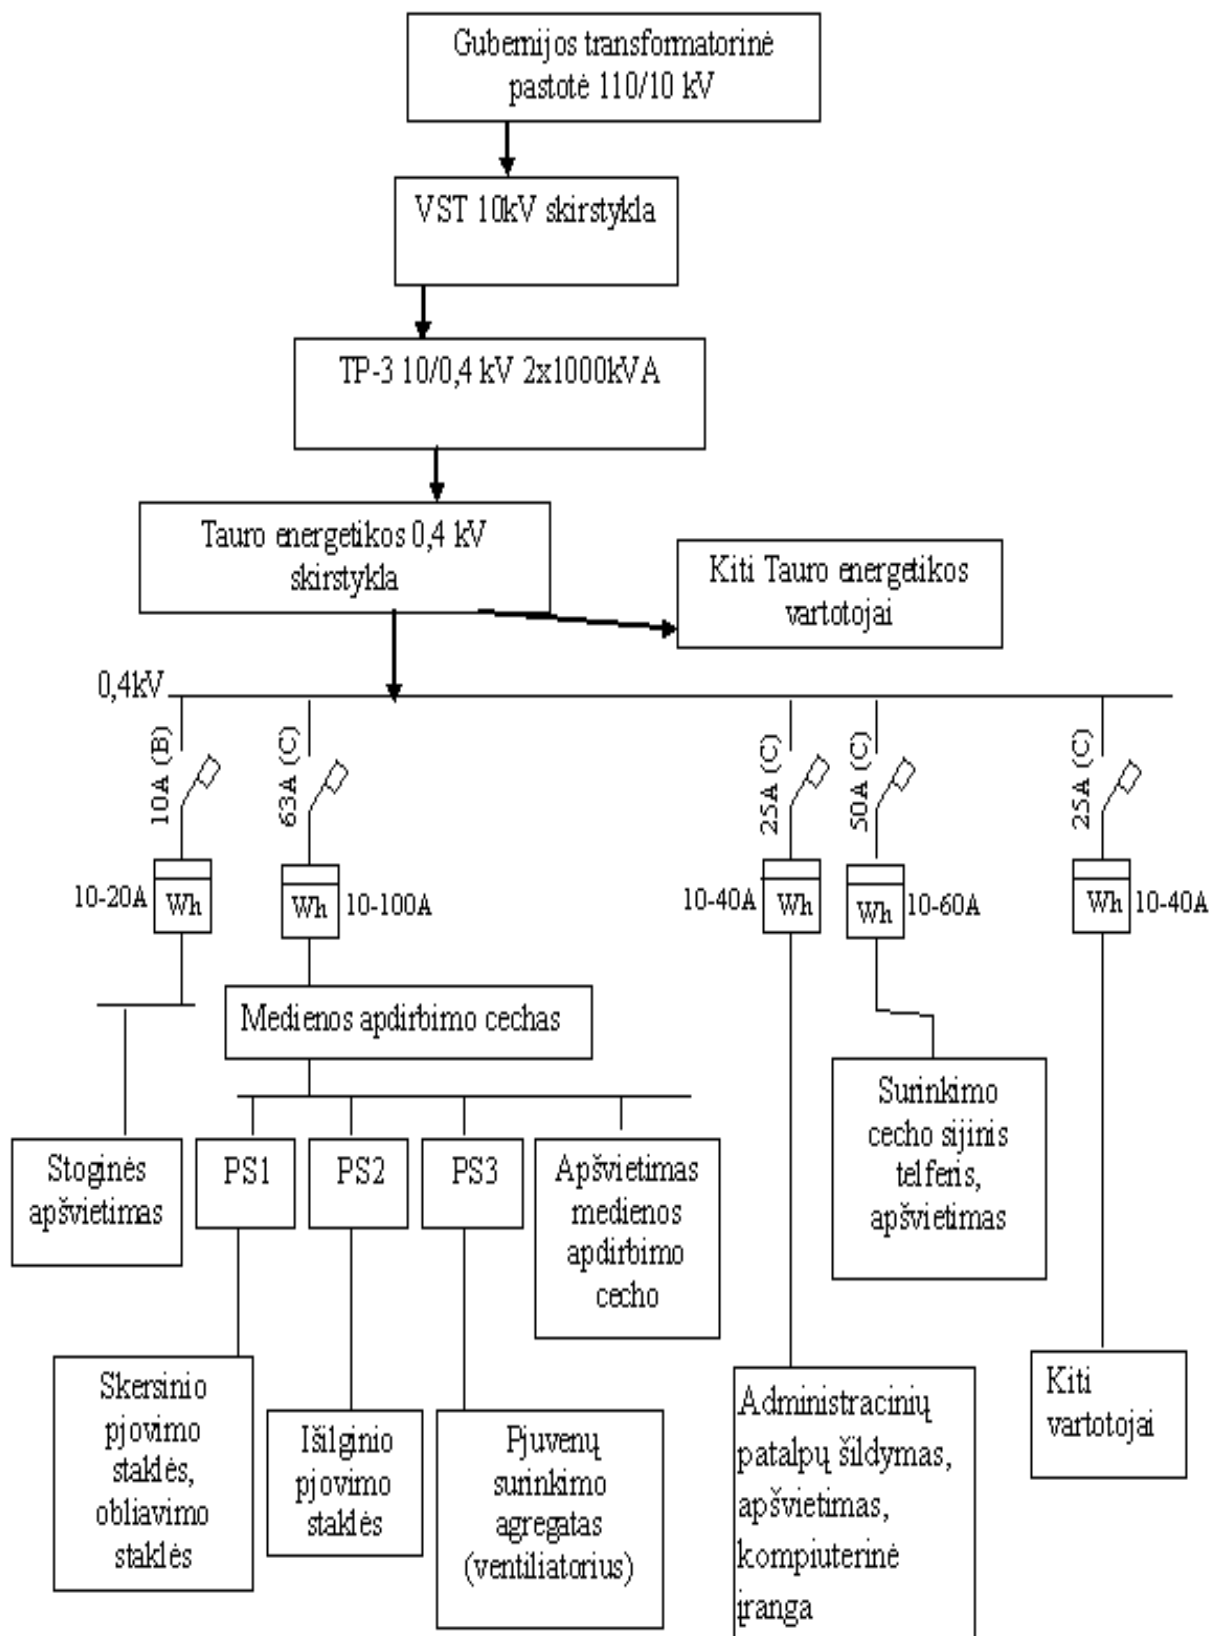 Gubernijos transformatorinė
pastotė 110/10 kV
VST 10kV skirstykla
TP-3 10/0,4 kV 2x1000kVA
Tauro energetikos 0,4 kV
skirstykla
Kiti Tauro energetikos
vartotojai
0,4kV
10A (B)
63A (C)
25A (C)
50A (C)
25A (C)
10-20A
Wh
Wh
10-100A
10-40A
Wh
Wh
10-60A
Wh
10-40A
Medienos apdirbimo cechas
Stoginės
apšvietimas
PS1
PS2
PS3
Apšvietimas
medienos
apdirbimo
cecho
Surinkimo
cecho sijinis
telferis,
apšvietimas
Skersinio
pjovimo
staklės,
obliavimo
staklės
Išilginio
pjovimo
staklės
Pjuvenų
surinkimo
agregatas
(ventiliatorius)
Administracinių
patalpų šildymas,
apšvietimas,
kompiuterinė
įranga
Kiti
vartotojai